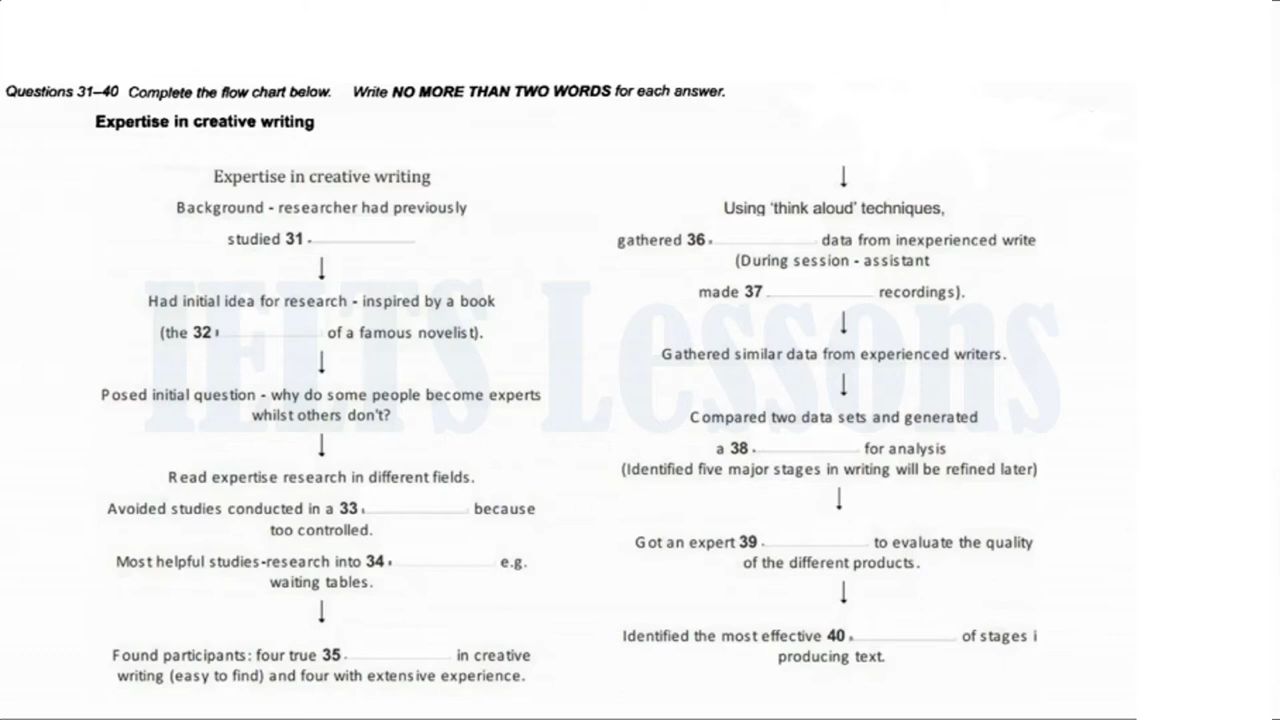 Questions 31–40 Complete the flow chart below. Write NO MORE THAN TWO WORDS for each answer.
Expertise in creative writing
Expertise in creative writing
Background - researcher had previously
studied 31.
Had initial idea for research - inspired by a book
(the 32 of a famous novelist).
Posed initial question - why do some people become experts
whilst others don't?
Read expertise research in different fields.
Avoided studies conducted in a 33. because
too controlled.
Most helpful studies-research into 34. e.g.
waiting tables.
Found participants: four true 35. in creative
writing (easy to find) and four with extensive experience.
Using 'think aloud' techniques,
gathered 36. data from inexperienced write
(During session - assistant
made 37 recordings).
Gathered similar data from experienced writers.
Compared two data sets and generated
a 38. for analysis
(Identified five major stages in writing will be refined later)
Got an expert 39. to evaluate the quality
of the different products.
Identified the most effective 40. of stages i
producing text.
IELTS Lessons